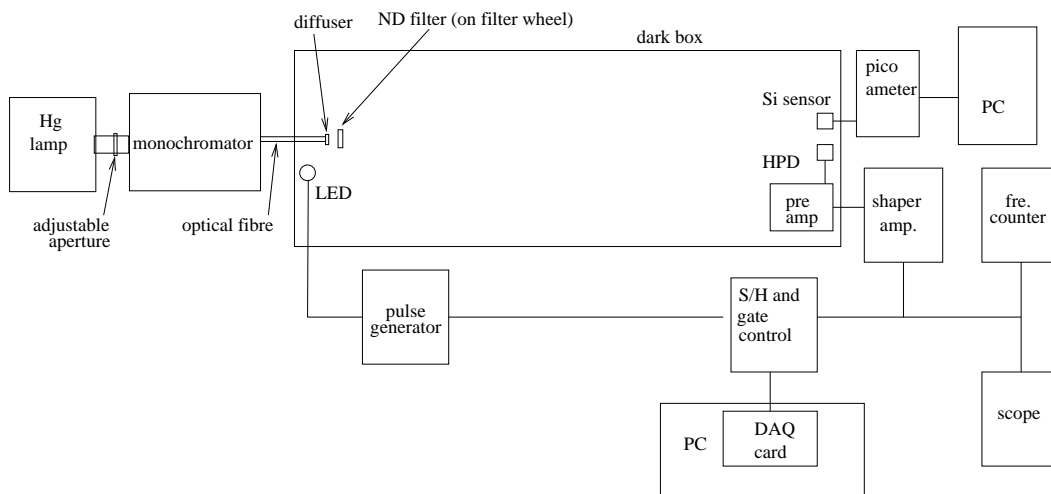 ND filter (on filter wheel)
diffuser
dark box
Hg
lamp
monochromator
adjustable
aperture
optical fibre
LED
Si sensor
HPD
pico
ameter
PC
pre
amp
shaper
amp.
fre.
counter
pulse
generator
S/H and
gate
control
PC
DAQ
card
scope